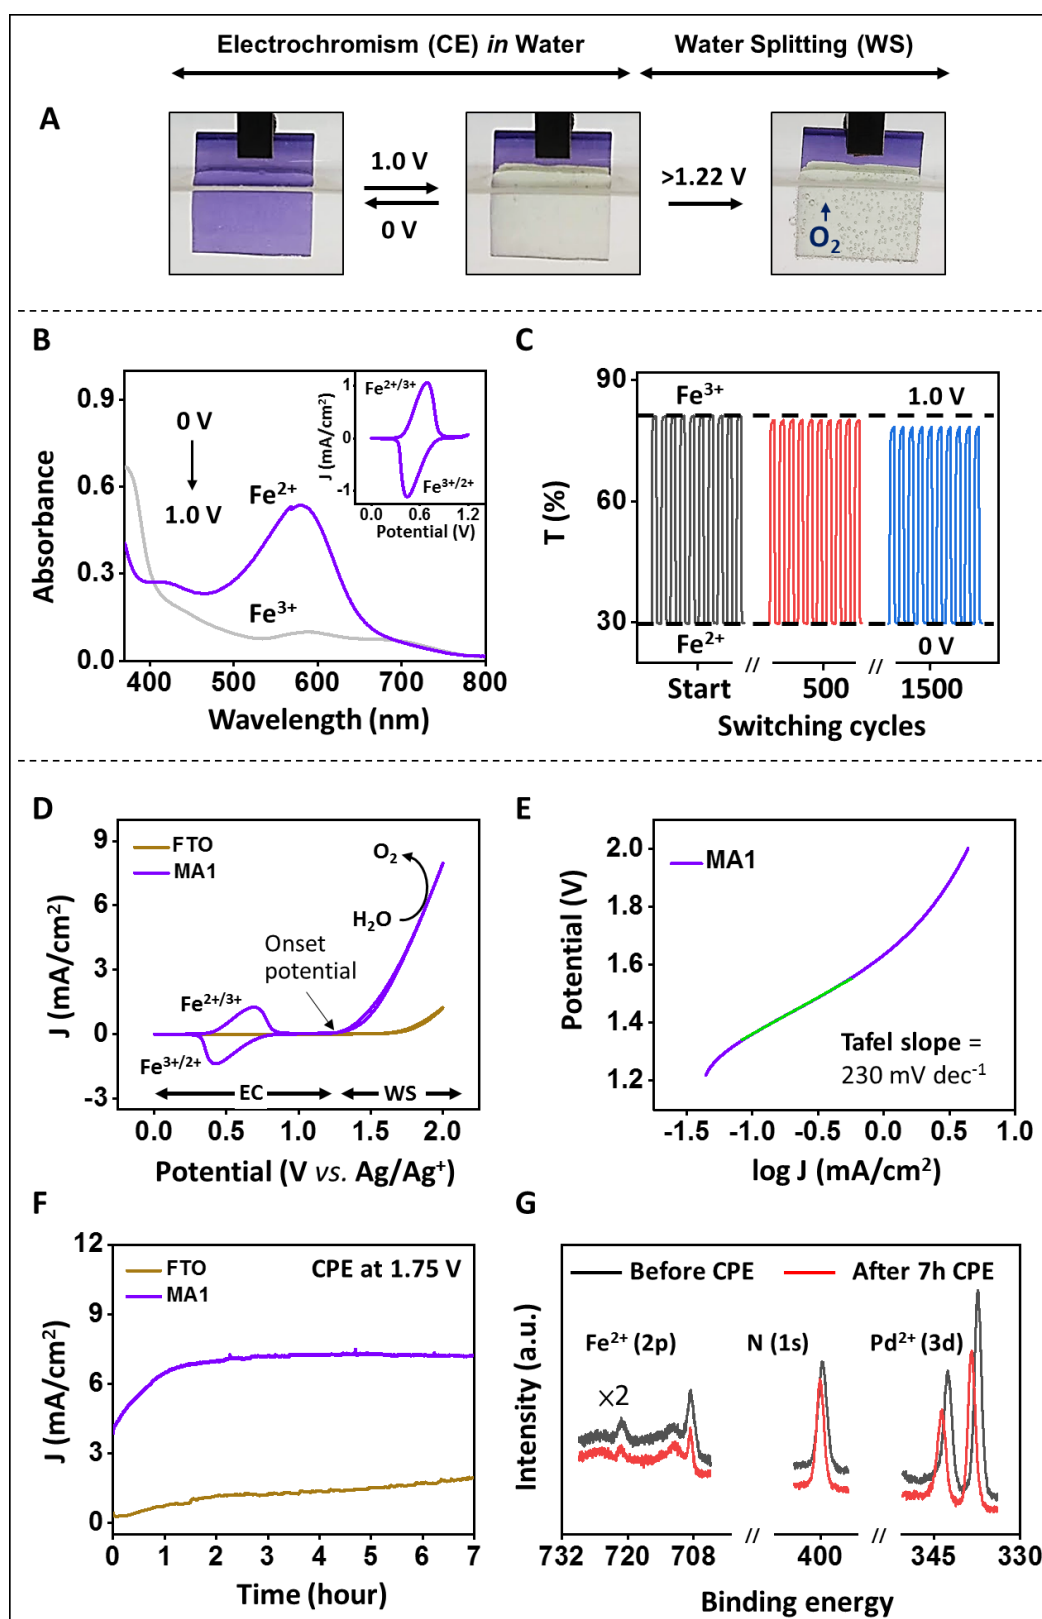 Electrochromism (CE) in Water
Water Splitting (WS)
A
1.0 V
0 V
>1.22 V
O2
B
0.9
0.6
0.3
0.0
Absorbance
0 V
1.0 V
Fe2+
Fe3+
400 500 600 700 800
Wavelength (nm)
1
0
-1
J (mA/cm2)
Fe2+/3+
Fe3+/2+
0.0 0.6 1.2
Potential (V)
C
90
60
30
T (%)
Fe3+
1.0 V
Fe2+
0 V
Start // 500 // 1500
Switching cycles
D
9
6
3
0
-3
J (mA/cm2)
FTO
MA1
O2
H2O
Onset
potential
Fe2+/3+
Fe3+/2+
EC
WS
0.0 0.5 1.0 1.5 2.0
Potential (V vs. Ag/Ag+)
E
2.0
1.8
1.6
1.4
1.2
Potential (V)
MA1
Tafel slope =
230 mV dec-1
-1.5 -1.0 -0.5 0.0 0.5 1.0
log J (mA/cm2)
F
12
9
6
3
0
J (mA/cm2)
FTO
MA1
CPE at 1.75 V
0 1 2 3 4 5 6 7
Time (hour)
G
Intensity (a.u.)
Before CPE
After 7h CPE
Fe2+ (2p)
N (1s)
Pd2+ (3d)
×2
732 720 708 // 400 // 345 330
Binding energy